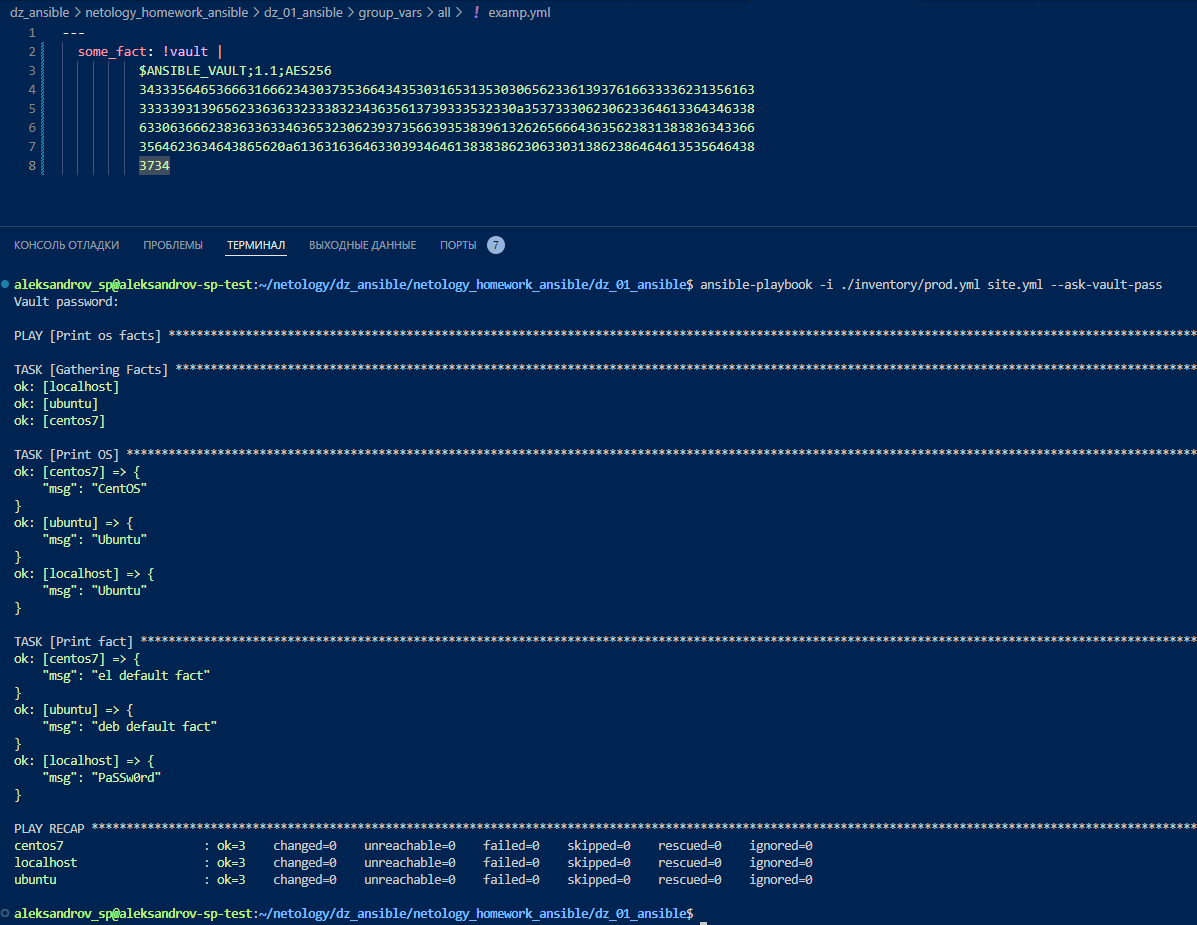 dz_ansible > netology_homework_ansible > dz_01_ansible > group_vars > all > ! examp.yml
1 ---
2 some_fact: !vault |
3 $ANSIBLE_VAULT;1.1;AES256
4 34333564653666316662343037353664343530316531353030656233613937616633336231356163
5 3333393139656233636332333832343635613739333532330a353733306230623364613364346338
6 63306366623836336334636532306239373566393538396132626566643635623831383836343366
7 3564623634643865620a613631636463303934646138383862306330313862386464613535646438
8 3734
КОНСОЛЬ ОТЛАДКИ ПРОБЛЕМЫ ТЕРМИНАЛ ВЫХОДНЫЕ ДАННЫЕ ПОРТЫ 7
aleksandrov_sp@aleksandrov-sp-test:~/netology/dz_ansible/netology_homework_ansible/dz_01_ansible$ ansible-playbook -i ./inventory/prod.yml site.yml --ask-vault-pass
Vault password:
PLAY [Print os facts] ****************************************************************************************************************************************************
TASK [Gathering Facts] ***************************************************************************************************************************************************
ok: [localhost]
ok: [ubuntu]
ok: [centos7]
TASK [Print OS] **********************************************************************************************************************************************************
ok: [centos7] => {
"msg": "CentOS"
}
ok: [ubuntu] => {
"msg": "Ubuntu"
}
ok: [localhost] => {
"msg": "Ubuntu"
}
TASK [Print fact] ********************************************************************************************************************************************************
ok: [centos7] => {
"msg": "el default fact"
}
ok: [ubuntu] => {
"msg": "deb default fact"
}
ok: [localhost] => {
"msg": "PaSSw0rd"
}
PLAY RECAP ***************************************************************************************************************************************************************
centos7 : ok=3 changed=0 unreachable=0 failed=0 skipped=0 rescued=0 ignored=0
localhost : ok=3 changed=0 unreachable=0 failed=0 skipped=0 rescued=0 ignored=0
ubuntu : ok=3 changed=0 unreachable=0 failed=0 skipped=0 rescued=0 ignored=0
aleksandrov_sp@aleksandrov-sp-test:~/netology/dz_ansible/netology_homework_ansible/dz_01_ansible$